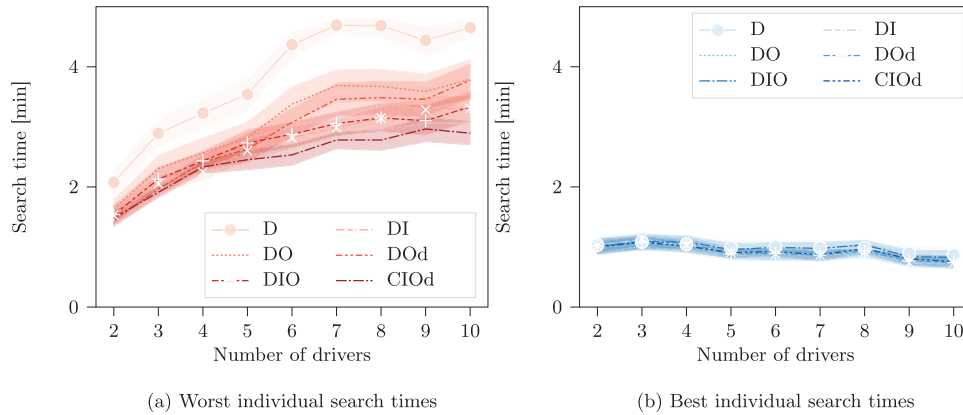 Search time [min]
4
2
0
D
DO
DIO
DI
DOd
CIOd
2 3 4 5 6 7 8 9 10
Number of drivers
(a) Worst individual search times
Search time [min]
4
2
0
D
DO
DIO
DI
DOd
CIOd
2 3 4 5 6 7 8 9 10
Number of drivers
(b) Best individual search times